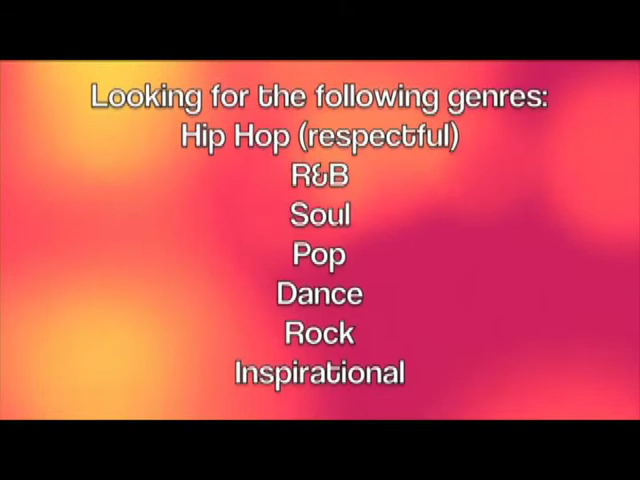 Looking for the following genres:
Hip Hop (respectful)
R&B
Soul
Pop
Dance
Rock
Inspirational